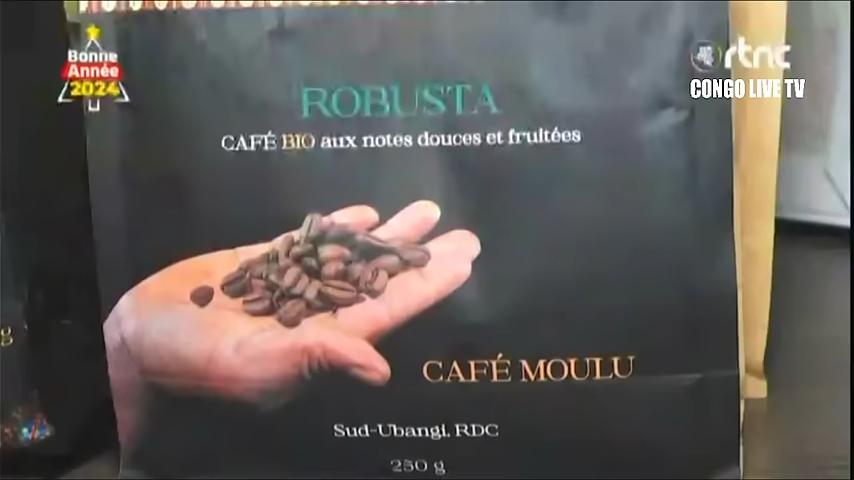 Bonne
Année
2024
rtnc
CONGO LIVE TV
ROBUSTA
CAFÉ BIO aux notes douces et fruitées
g
CAFÉ MOULU
Sud-Ubangi, RDC
250 g